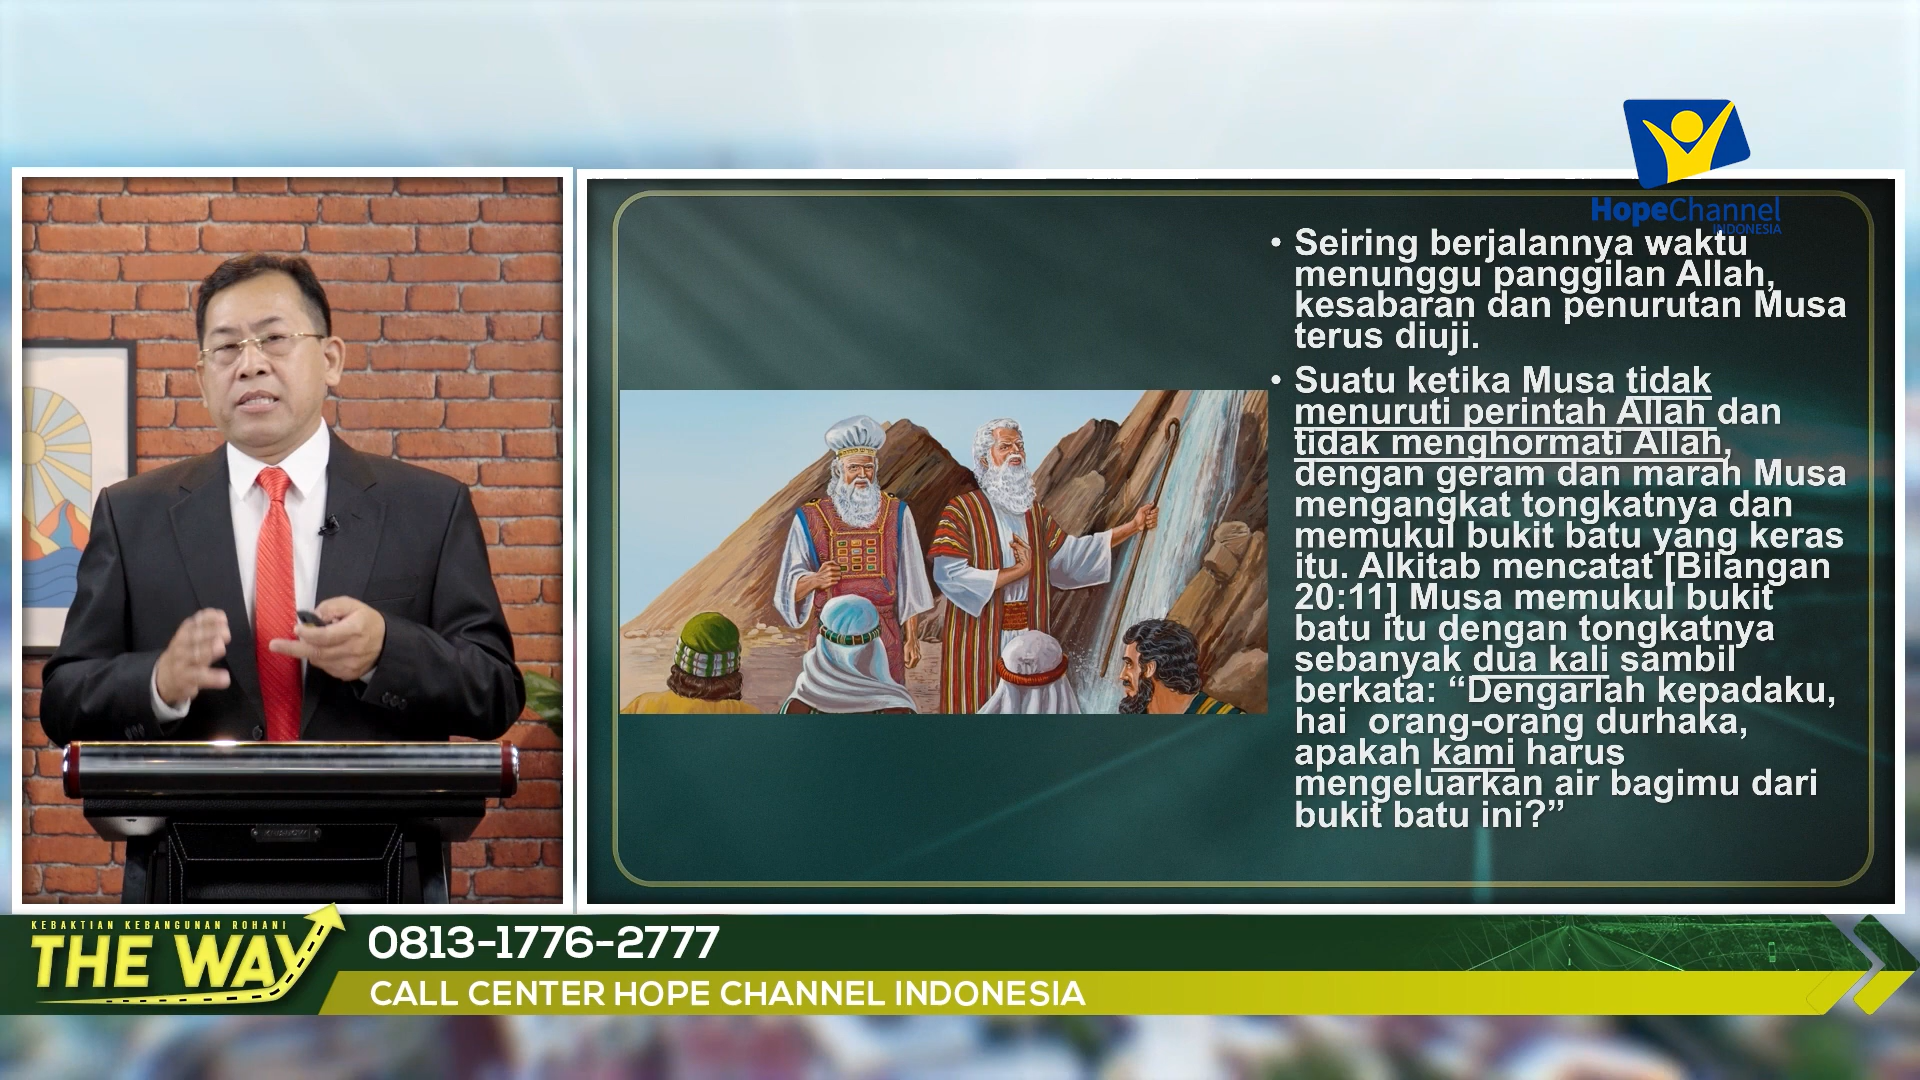 HopeChannel
INDONESIA
• Seiring berjalannya waktu
menunggu panggilan Allah,
kesabaran dan penurutan Musa
terus diuji.
• Suatu ketika Musa tidak
menuruti perintah Allah dan
tidak menghormati Allah,
dengan geram dan marah Musa
mengangkat tongkatnya dan
memukul bukit batu yang keras
itu. Alkitab mencatat [Bilangan
20:11] Musa memukul bukit
batu itu dengan tongkatnya
sebanyak dua kali sambil
berkata: “Dengarlah kepadaku,
hai  orang-orang durhaka,
apakah kami harus
mengeluarkan air bagimu dari
bukit batu ini?”
KEBAKTIAN KEBANGUNAN ROHANI
THE WAY
0813-1776-2777
CALL CENTER HOPE CHANNEL INDONESIA